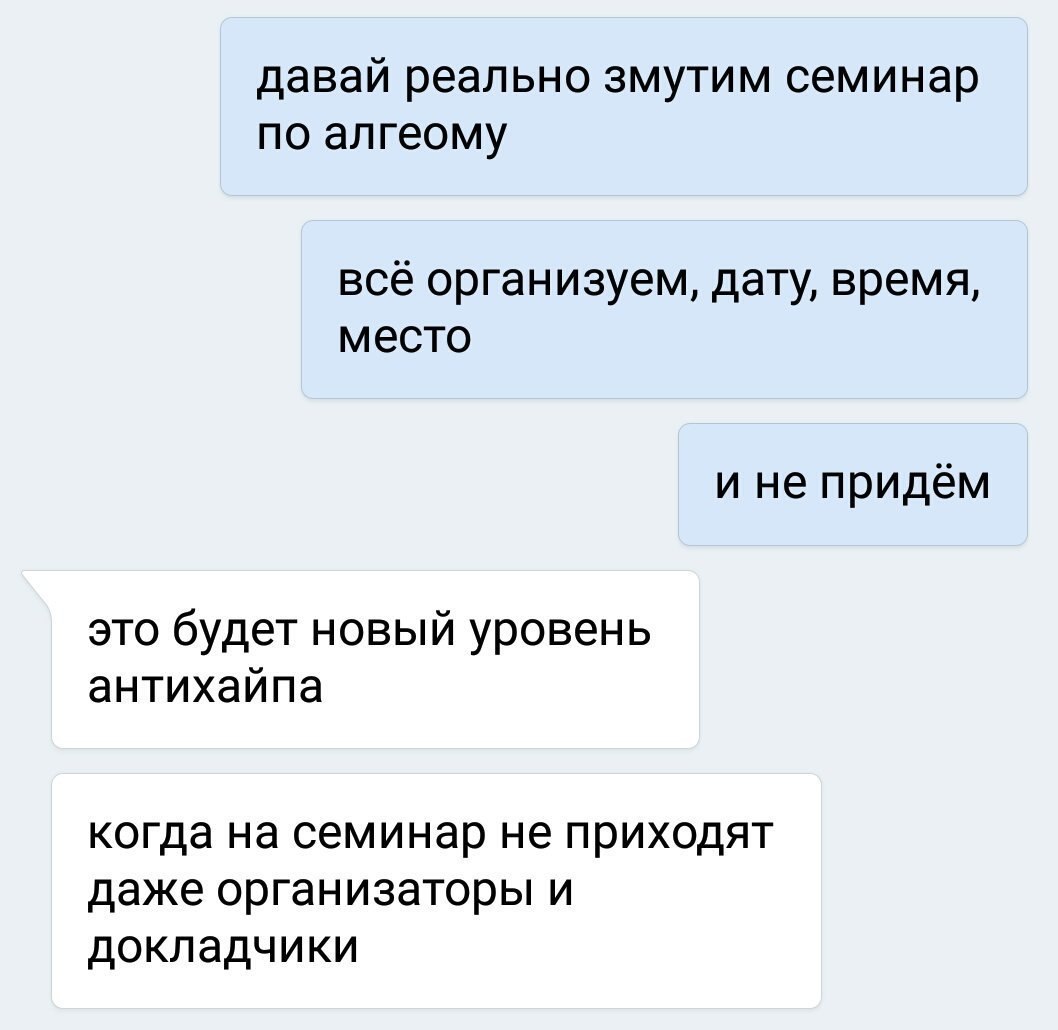 давай реально змутим семинар
по алгеому
всё организуем, дату, время,
место
и не придём
это будет новый уровень
антихайпа
когда на семинар не приходят
даже организаторы и
докладчики